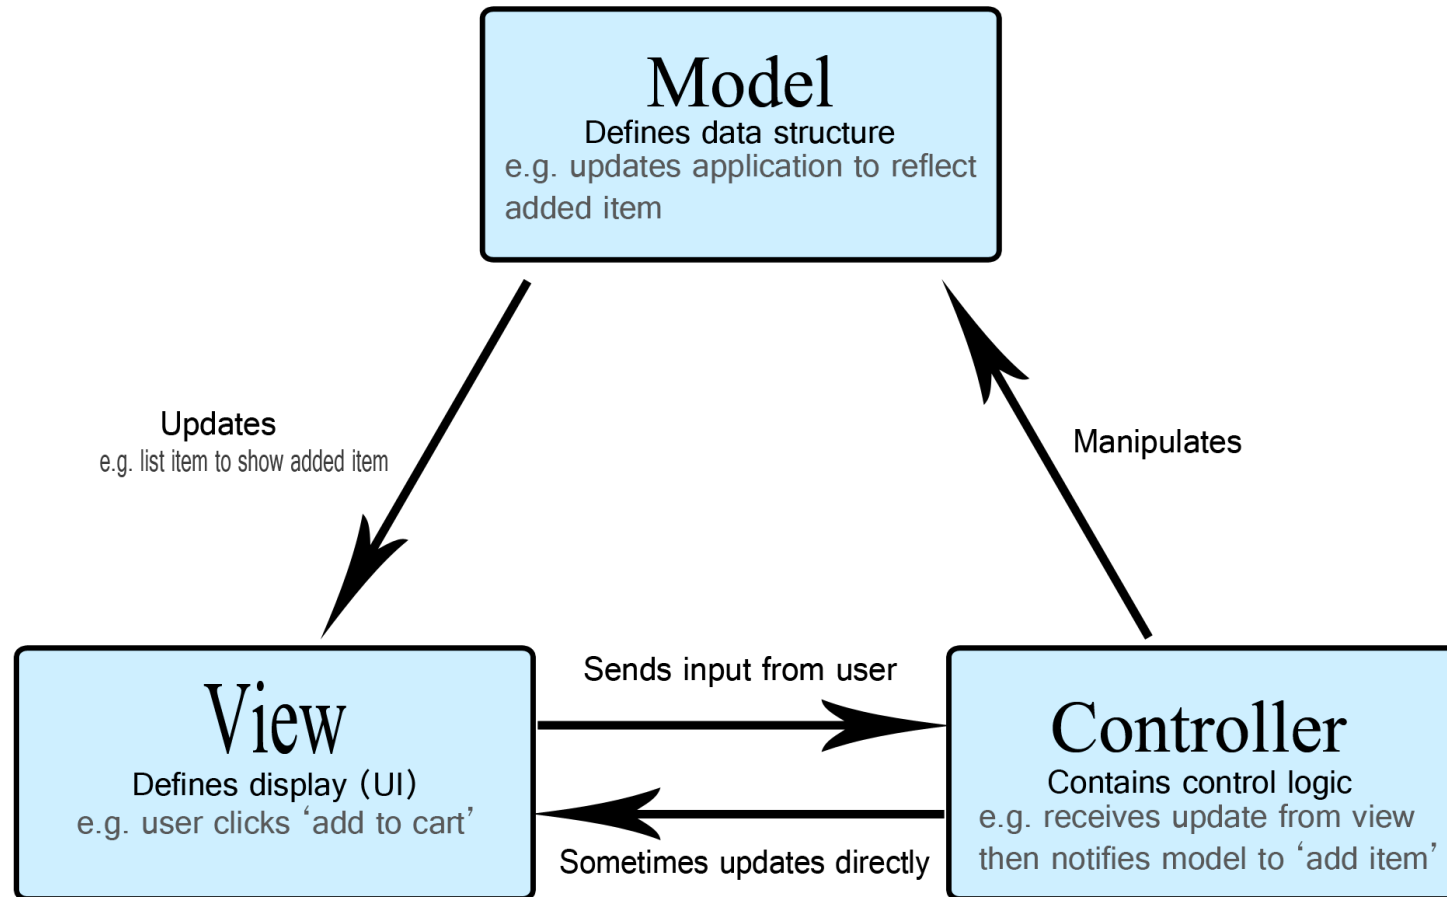 Model
Defines data structure
e.g. updates application to reflect
added item
Updates
e.g. list item to show added item
Manipulates
Sends input from user
View
Defines display (UI)
e.g. user clicks ‘add to cart’
Controller
Contains control logic
e.g. receives update from view
then notifies model to ‘add item’
Sometimes updates directly